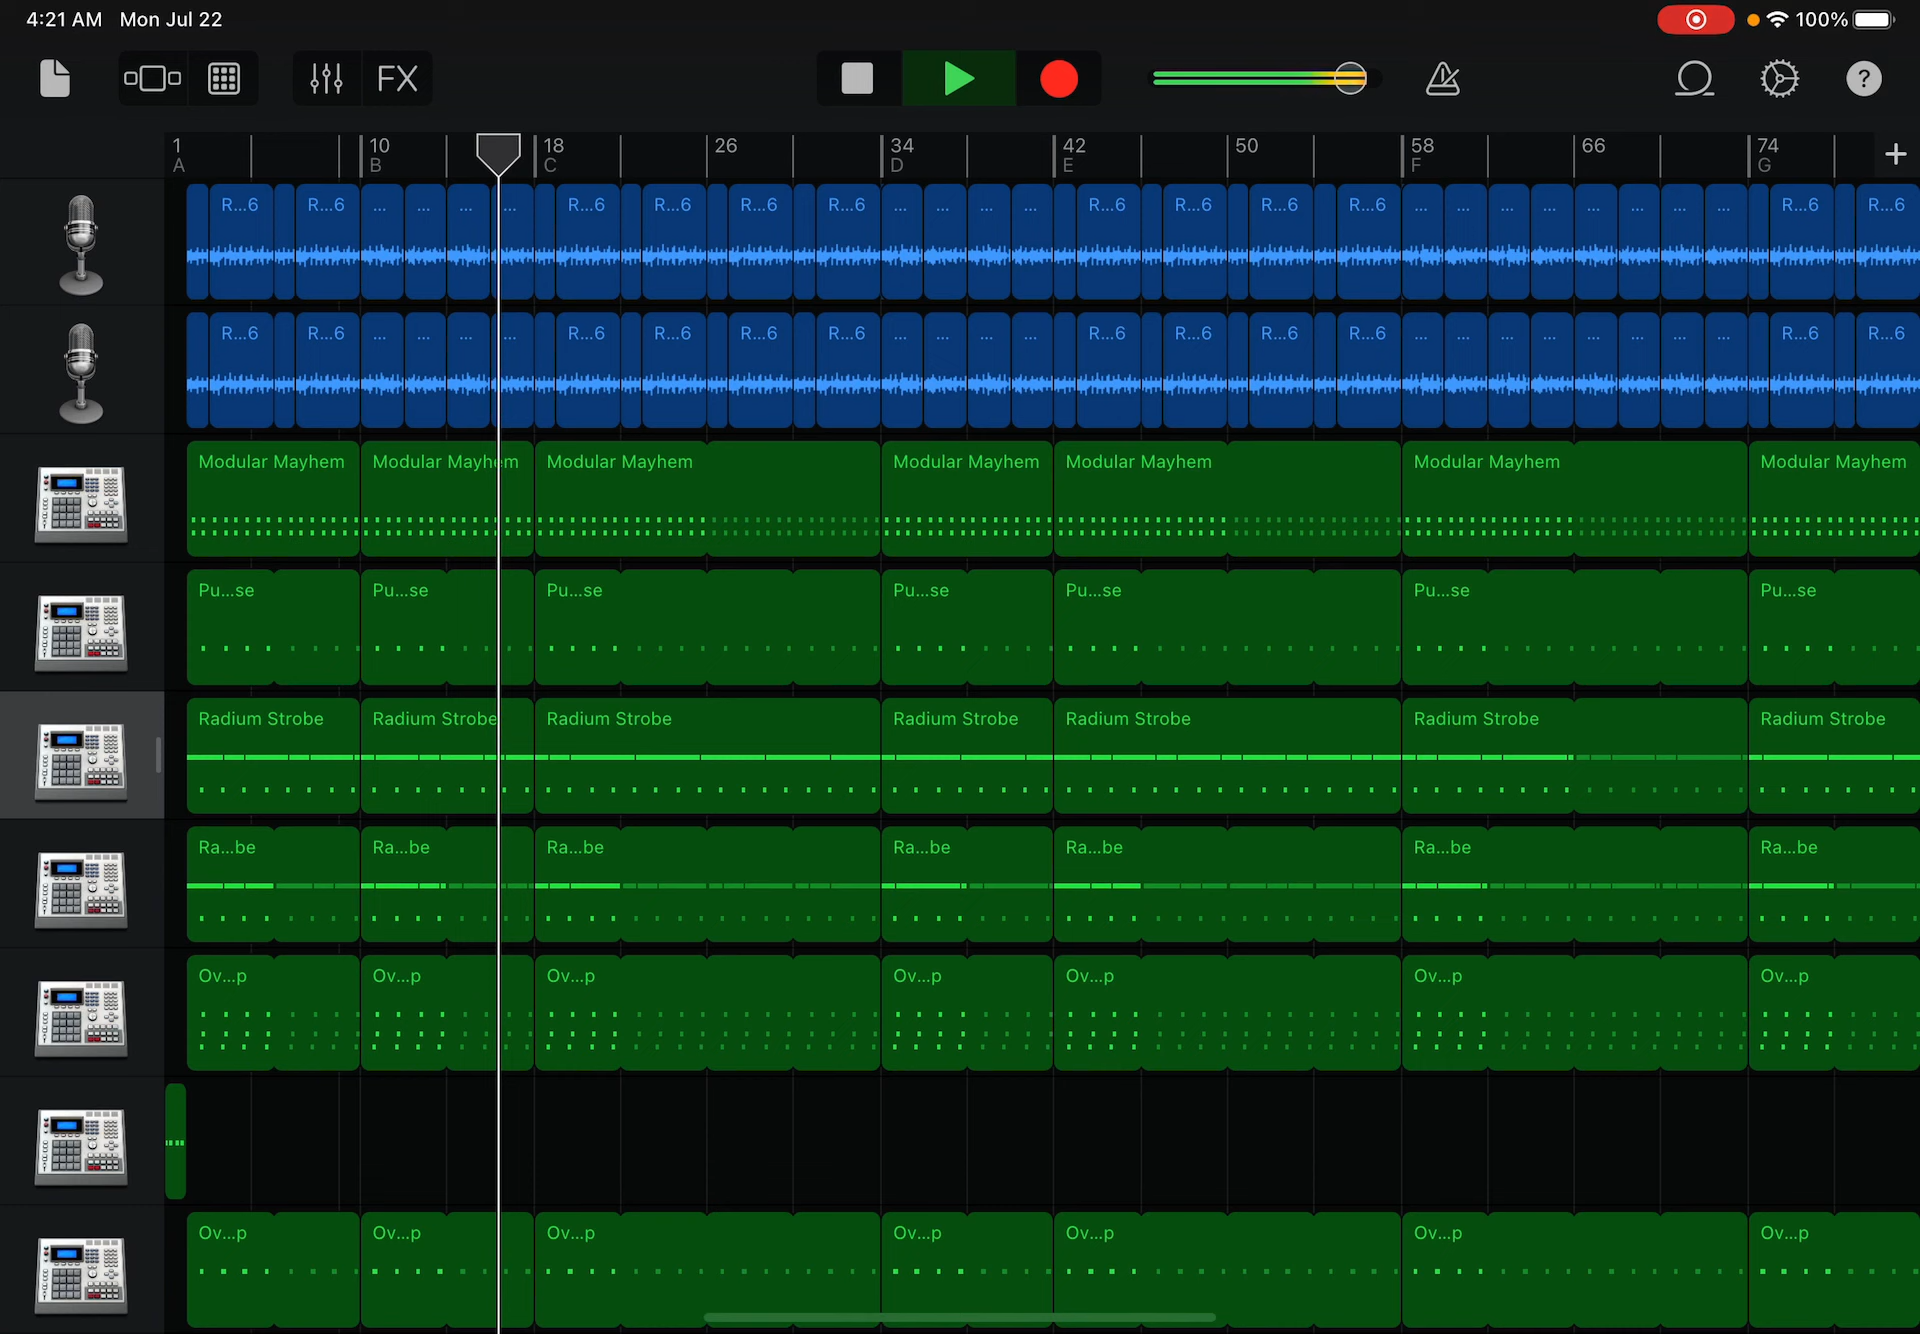 4:21 AM Mon Jul 22 100%
FX ?
1 10 18 26 34 42 50 58 66 74 +
A B C D E F G
R...6 R...6 ... ... ... ... R...6 R...6 R...6 R...6 ... ... ... ... R...6 R...6 R...6 R...6 ... ... ... ... ... ... ... ... R...6 R...6
R...6 R...6 ... ... ... ... R...6 R...6 R...6 R...6 ... ... ... ... R...6 R...6 R...6 R...6 ... ... ... ... ... ... ... ... R...6 R...6
Modular Mayhem Modular Mayhem Modular Mayhem Modular Mayhem Modular Mayhem Modular Mayhem Modular Mayhem
Pu...se Pu...se Pu...se Pu...se Pu...se Pu...se Pu...se
Radium Strobe Radium Strobe Radium Strobe Radium Strobe Radium Strobe Radium Strobe Radium Strobe
Ra...be Ra...be Ra...be Ra...be Ra...be Ra...be Ra...be
Ov...p Ov...p Ov...p Ov...p Ov...p Ov...p Ov...p
Ov...p Ov...p Ov...p Ov...p Ov...p Ov...p Ov...p